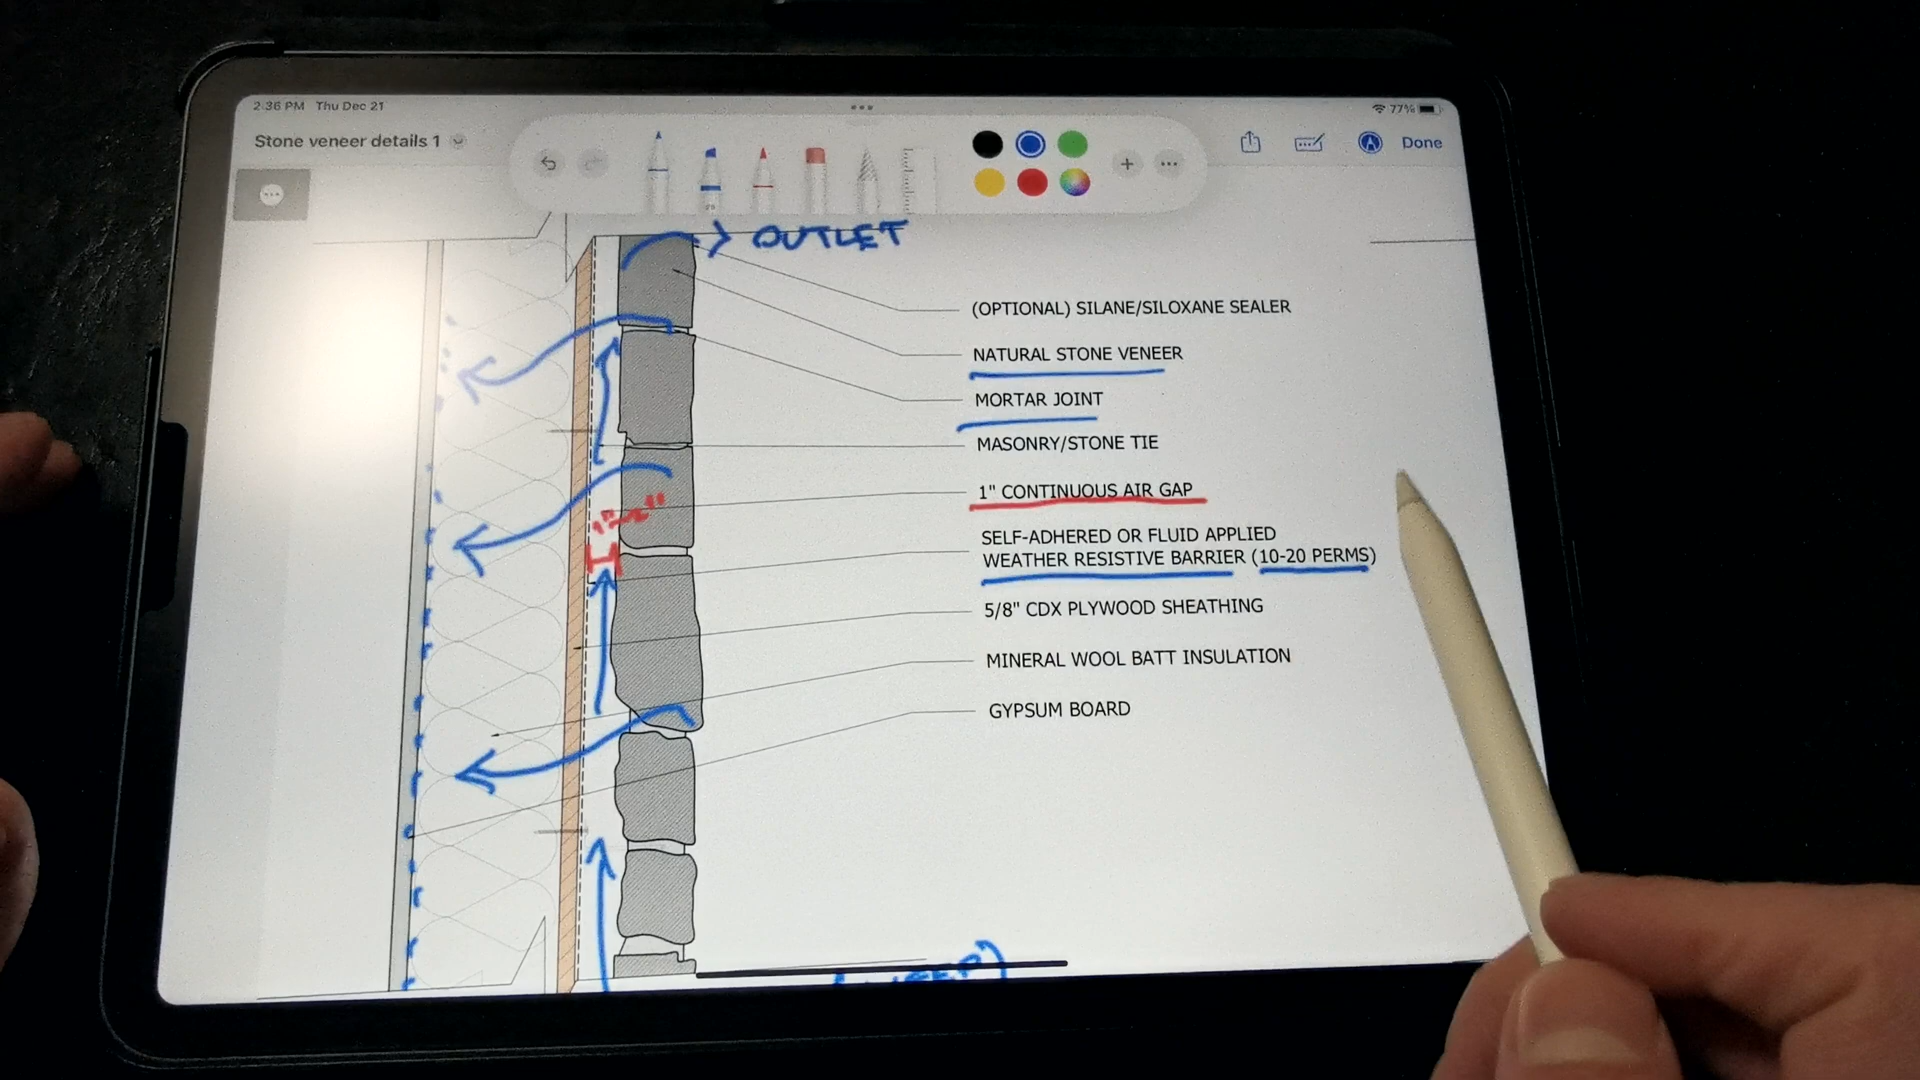 2:36 PM Thu Dec 21
77%
Stone veneer details 1
Done
OUTLET
(OPTIONAL) SILANE/SILOXANE SEALER
NATURAL STONE VENEER
MORTAR JOINT
MASONRY/STONE TIE
1" CONTINUOUS AIR GAP
SELF-ADHERED OR FLUID APPLIED
WEATHER RESISTIVE BARRIER (10-20 PERMS)
5/8" CDX PLYWOOD SHEATHING
MINERAL WOOL BATT INSULATION
GYPSUM BOARD